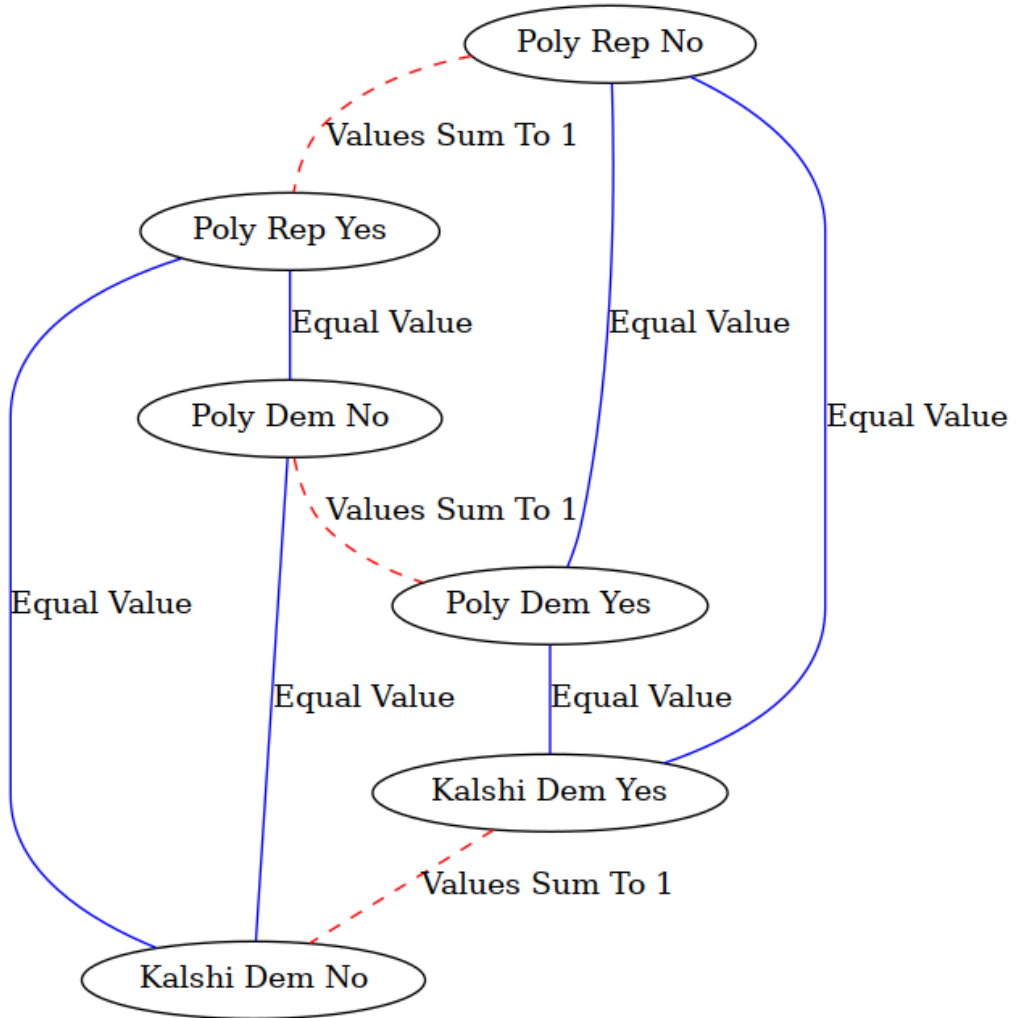 Poly Rep No
Values Sum To 1
Poly Rep Yes
Equal Value
Equal Value
Poly Dem No
Equal Value
Values Sum To 1
Poly Dem Yes
Equal Value
Equal Value
Equal Value
Kalshi Dem Yes
Values Sum To 1
Kalshi Dem No